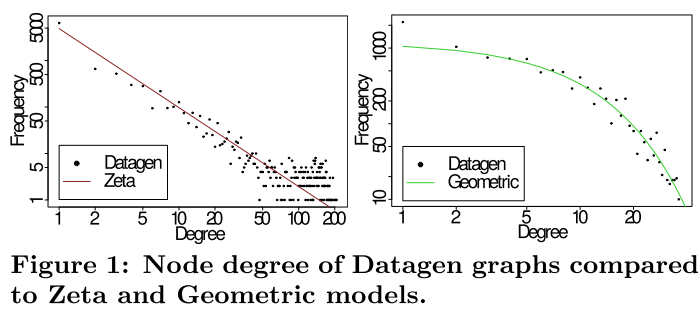 5000
500
50
5
1
Frequency
Datagen
Zeta
1 2 5 10 20 50 100 200
Degree
1000
200
50
10
Frequency
Datagen
Geometric
1 2 5 10 20
Degree
Figure 1: Node degree of Datagen graphs compared
to Zeta and Geometric models.